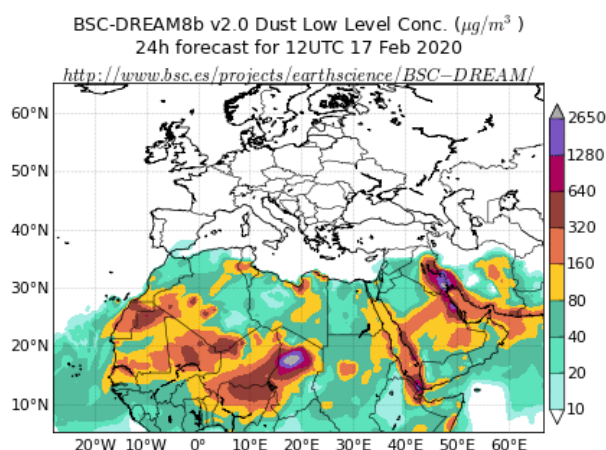 BSC-DREAM8b v2.0 Dust Low Level Conc. (μg/m³ )
24h forecast for 12UTC 17 Feb 2020
http://www.bsc.es/projects/earthscience/BSC−DREAM/
60°N
50°N
40°N
30°N
20°N
10°N
20°W 10°W 0° 10°E 20°E 30°E 40°E 50°E 60°E
2650
1280
640
320
160
80
40
20
10